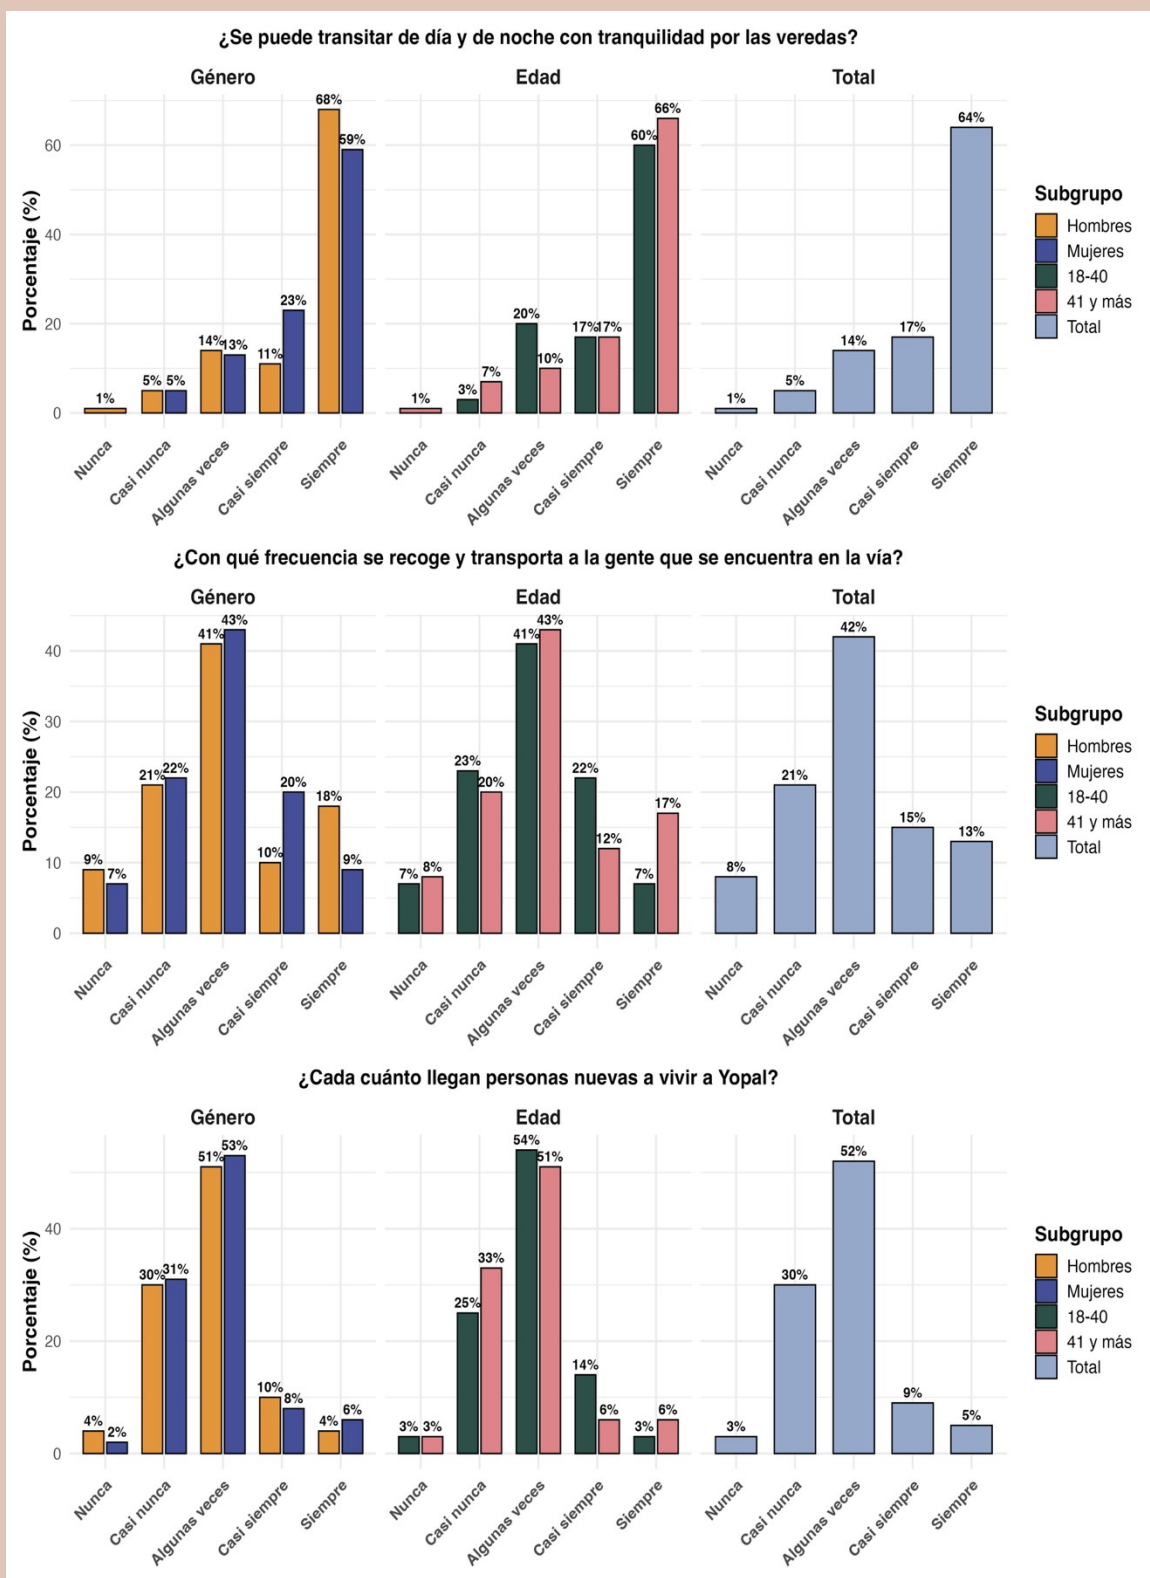 ¿Se puede transitar de día y de noche con tranquilidad por las veredas?
Género
Edad
Total
Porcentaje (%)
60
40
20
0
1%
5%
5%
14%
13%
11%
23%
68%
59%
1%
3%
7%
20%
10%
17%
17%
60%
66%
1%
5%
14%
17%
64%
Nunca
Casi nunca
Algunas veces
Casi siempre
Siempre
Nunca
Casi nunca
Algunas veces
Casi siempre
Siempre
Nunca
Casi nunca
Algunas veces
Casi siempre
Siempre
Subgrupo
Hombres
Mujeres
18-40
41 y más
Total
¿Con qué frecuencia se recoge y transporta a la gente que se encuentra en la vía?
Género
Edad
Total
Porcentaje (%)
40
30
20
10
0
9%
7%
21%
22%
41%
43%
10%
20%
18%
9%
7%
8%
23%
20%
41%
43%
22%
12%
7%
17%
8%
21%
42%
15%
13%
Nunca
Casi nunca
Algunas veces
Casi siempre
Siempre
Nunca
Casi nunca
Algunas veces
Casi siempre
Siempre
Nunca
Casi nunca
Algunas veces
Casi siempre
Siempre
Subgrupo
Hombres
Mujeres
18-40
41 y más
Total
¿Cada cuánto llegan personas nuevas a vivir a Yopal?
Género
Edad
Total
Porcentaje (%)
40
20
0
4%
2%
30%
31%
51%
53%
10%
8%
4%
6%
3%
3%
25%
33%
54%
51%
14%
6%
3%
6%
3%
30%
52%
9%
5%
Nunca
Casi nunca
Algunas veces
Casi siempre
Siempre
Nunca
Casi nunca
Algunas veces
Casi siempre
Siempre
Nunca
Casi nunca
Algunas veces
Casi siempre
Siempre
Subgrupo
Hombres
Mujeres
18-40
41 y más
Total